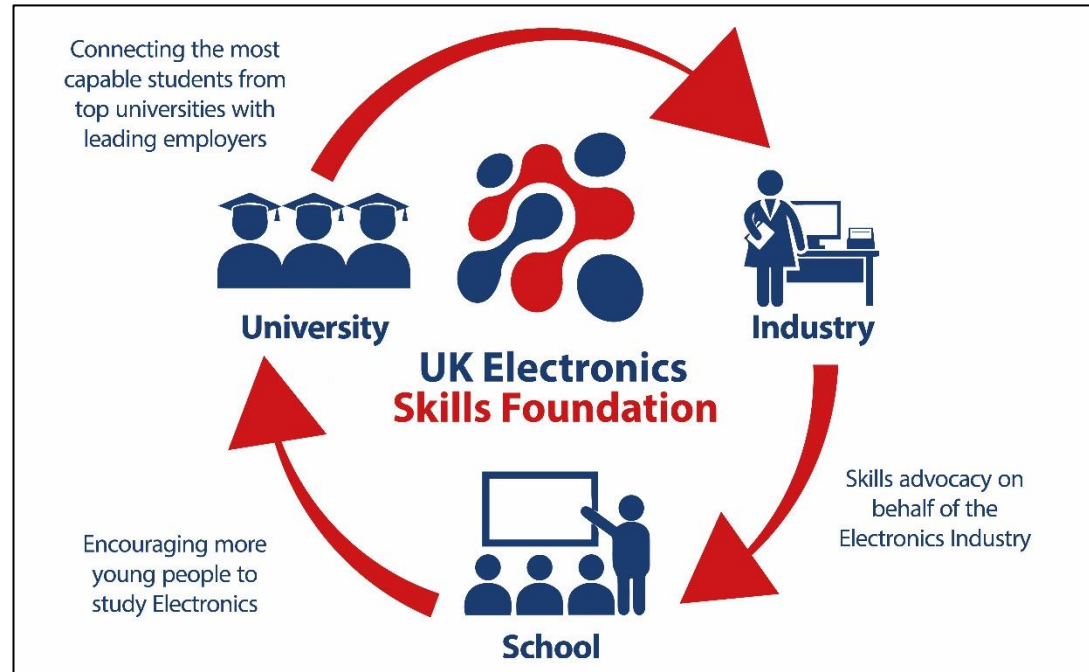 Connecting the most
capable students from
top universities with
leading employers
University
Industry
UK Electronics
Skills Foundation
Skills advocacy on
behalf of the
Electronics Industry
Encouraging more
young people to
study Electronics
School